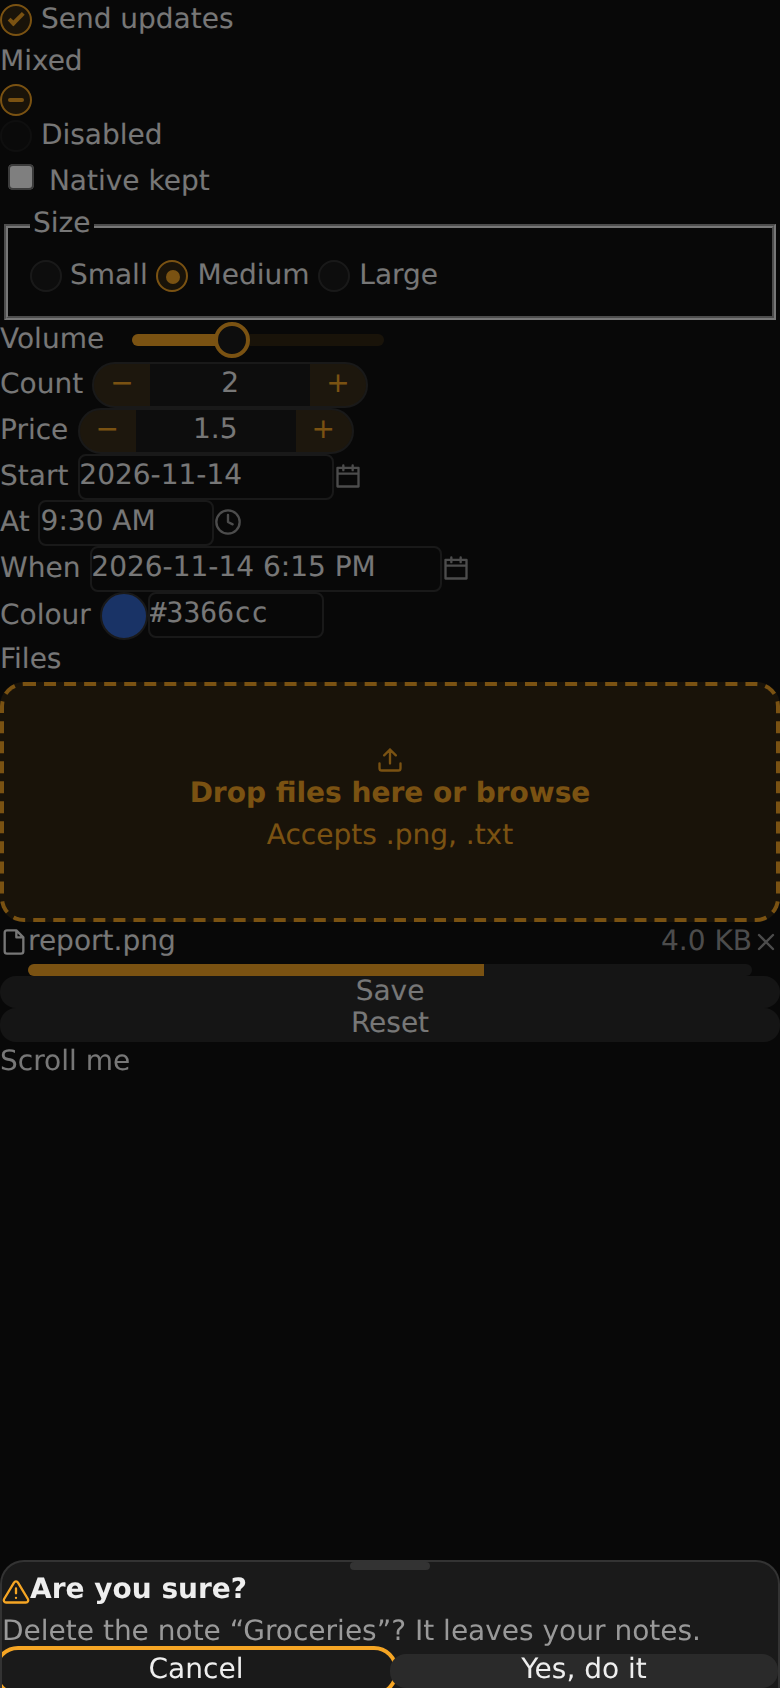 Send updates
Mixed
Disabled
Native kept
Size
Small Medium Large
Volume
Count − 2 +
Price − 1.5 +
Start 2026-11-14
At 9:30 AM
When 2026-11-14 6:15 PM
Colour #3366cc
Files
Drop files here or browse
Accepts .png, .txt
report.png 4.0 KB ×
Save
Reset
Scroll me
Are you sure?
Delete the note “Groceries”? It leaves your notes.
Cancel Yes, do it